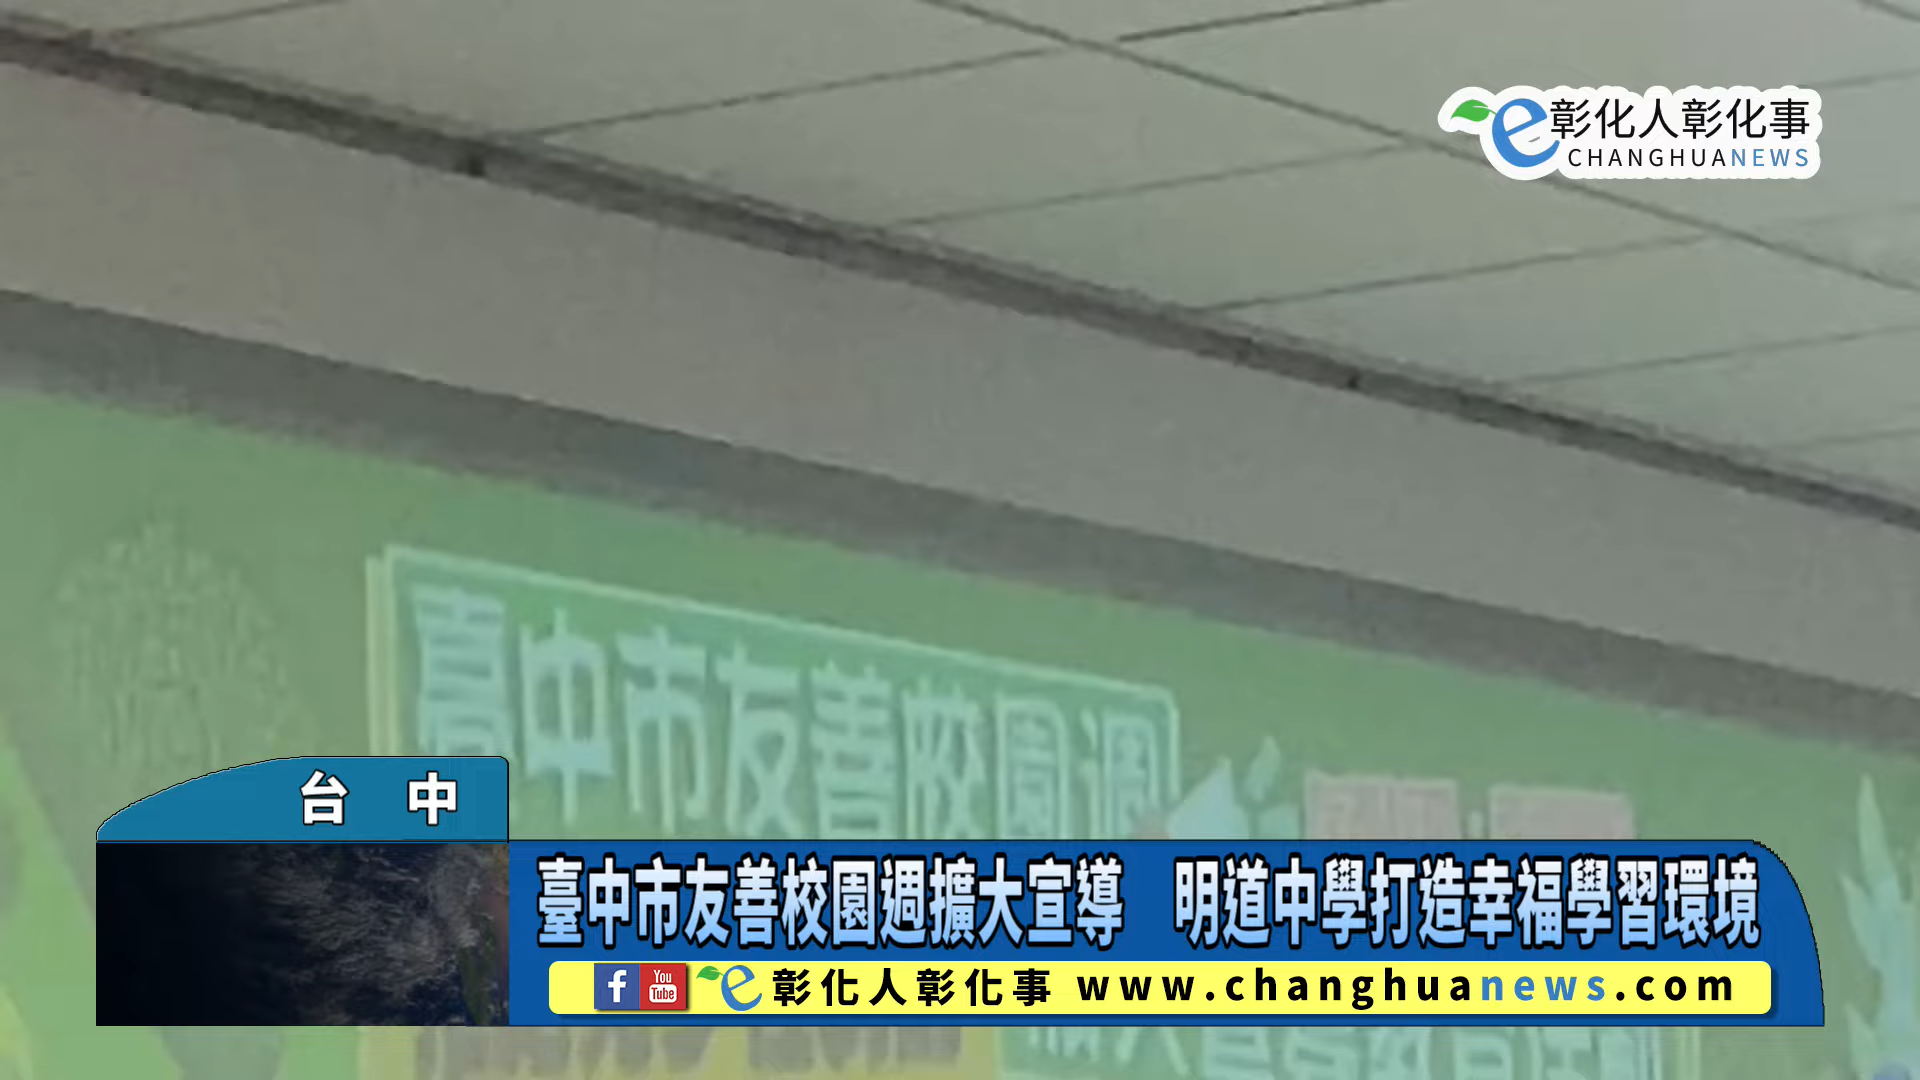 彰化人彰化事
CHANGHUANEWS
臺中市友善校園週
台 中
臺中市友善校園週擴大宣導 明道中學打造幸福學習環境
f You Tube e 彰化人彰化事 www.changhuanews.com